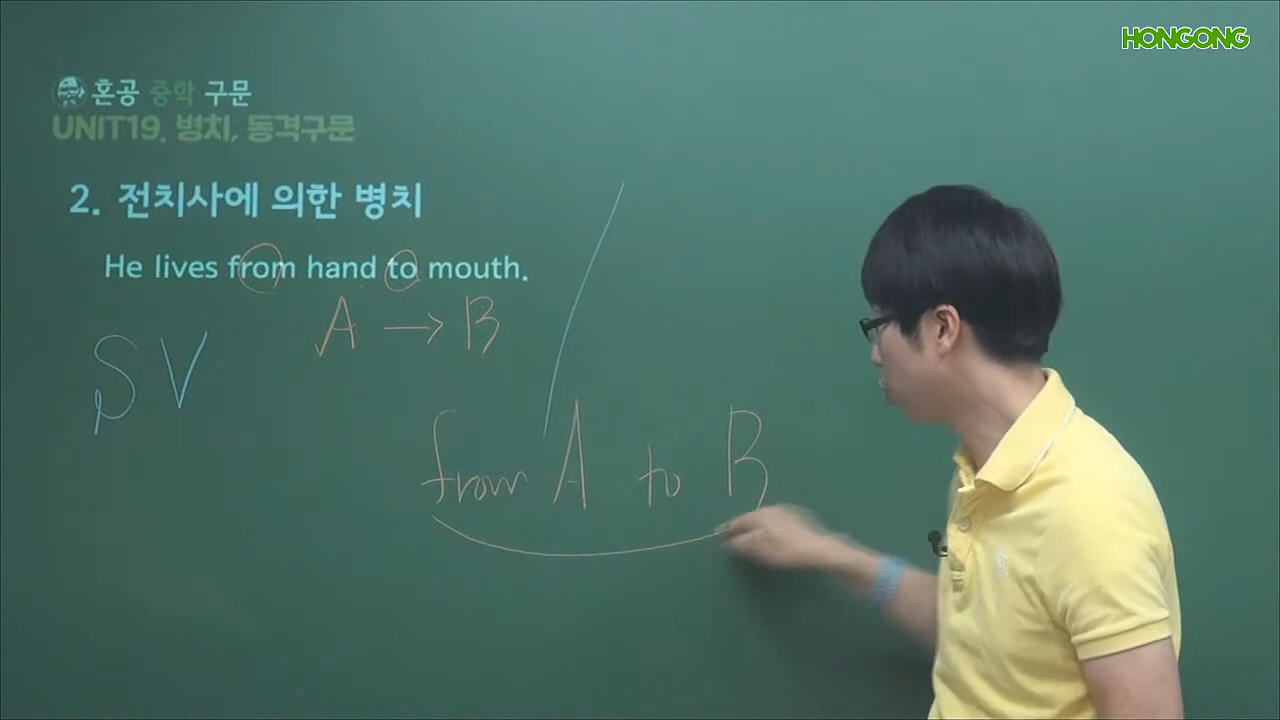 HONGONG
혼공 중학 구문
UNIT19. 병치, 동격구문
2. 전치사에 의한 병치
He lives from hand to mouth.
A → B
S V
from A to B